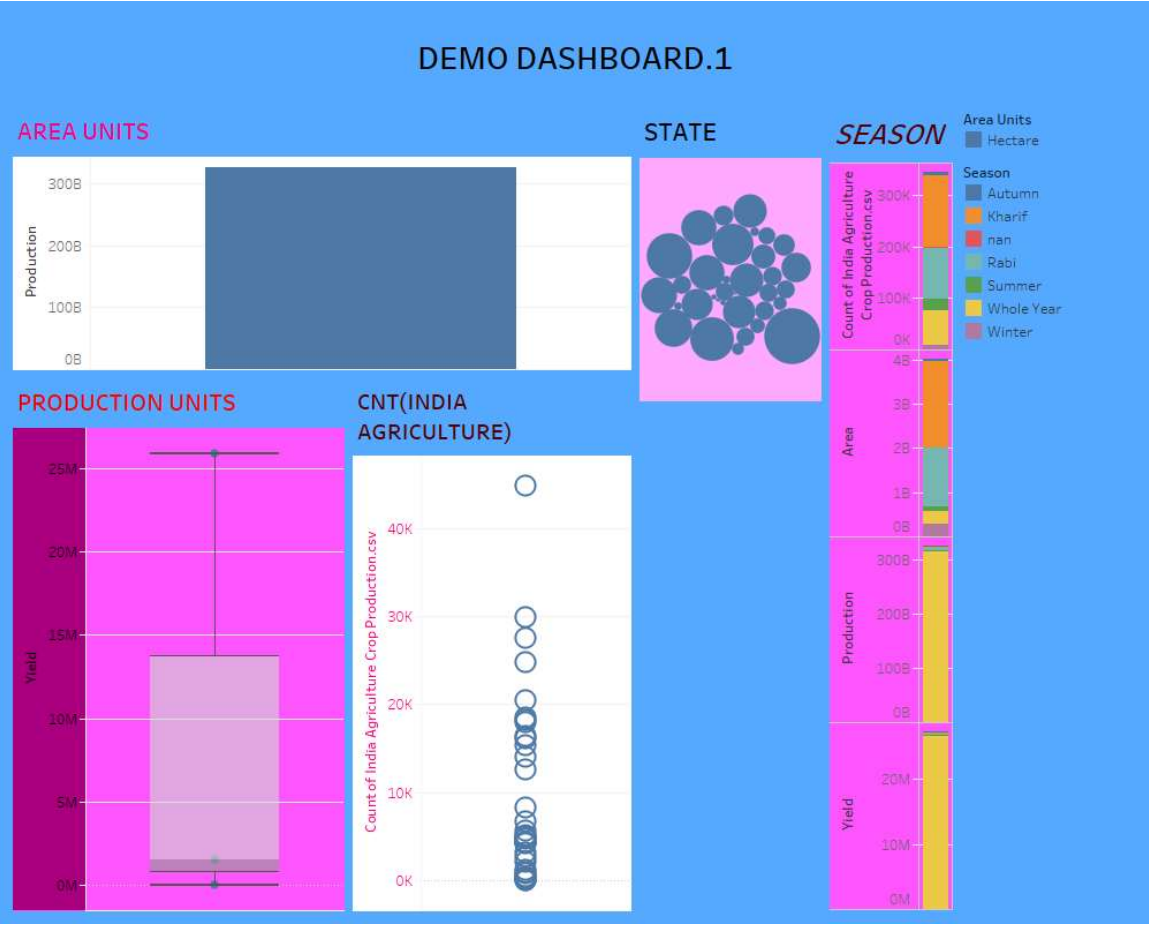 DEMO DASHBOARD.1
AREA UNITS
Production
300B
200B
100B
0B
STATE
SEASON
Count of India Agriculture
Crop Production.csv
300K
200K
100K
0K
Area
4B
3B
2B
1B
0B
Production
300B
200B
100B
0B
Yield
20M
10M
0M
Area Units
Hectare
Season
Autumn
Kharif
nan
Rabi
Summer
Whole Year
Winter
PRODUCTION UNITS
Yield
25M
20M
15M
10M
5M
0M
CNT(INDIA
AGRICULTURE)
Count of India Agriculture Crop Production.csv
40K
30K
20K
10K
0K